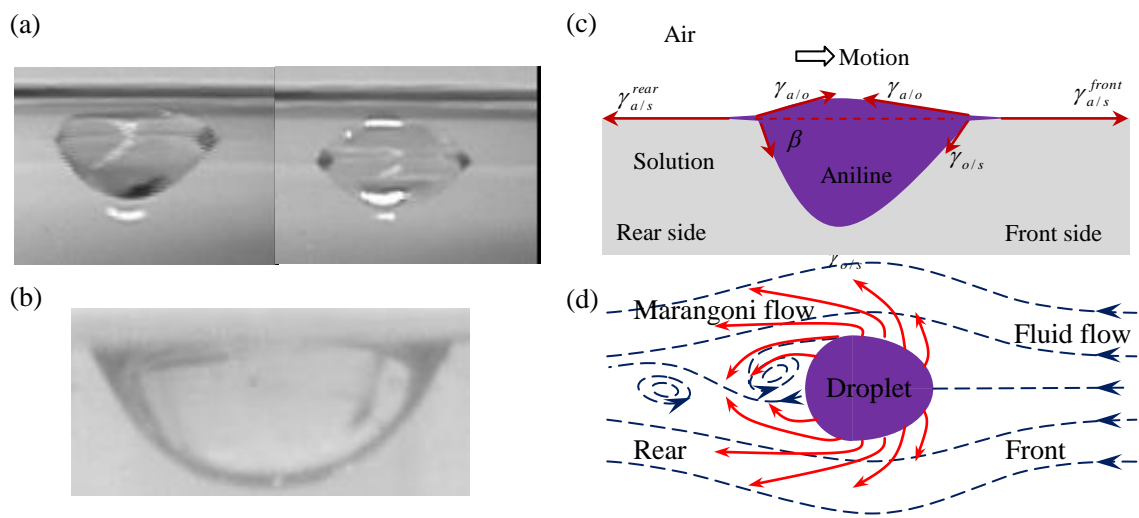 (a)
(b)
(c)
Air
Motion
γ_{a/s}^{rear}
γ_{a/o}
γ_{a/o}
γ_{a/s}^{front}
β
γ_{o/s}
Solution
Aniline
Rear side
Front side
γ_{o/s}
(d)
Marangoni flow
Fluid flow
Droplet
Rear
Front